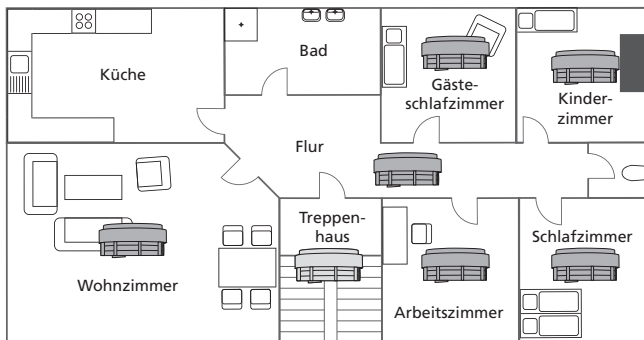 Küche
Bad
Gäste-
schlafzimmer
Kinder-
zimmer
Flur
Treppen-
haus
Schlafzimmer
Wohnzimmer
Arbeitszimmer